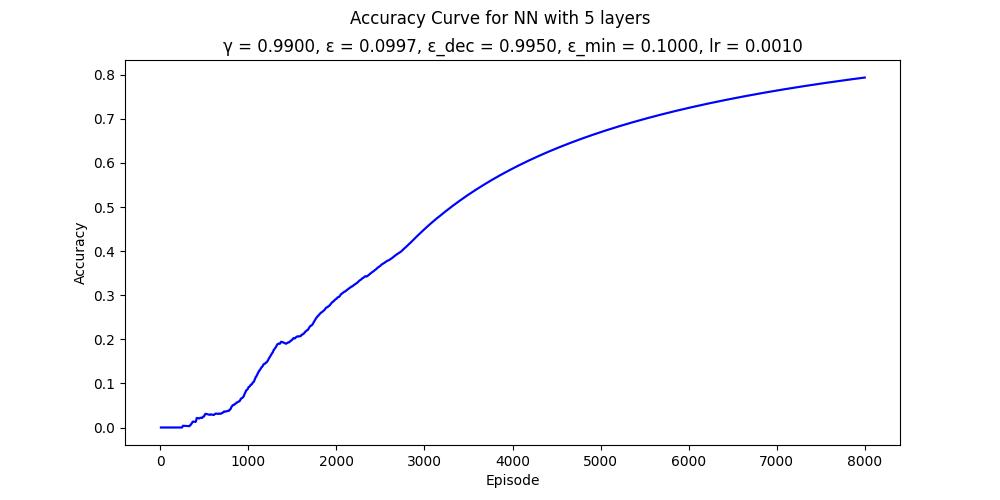 Accuracy Curve for NN with 5 layers
γ = 0.9900, ε = 0.0997, ε_dec = 0.9950, ε_min = 0.1000, lr = 0.0010
0.8
0.7
0.6
0.5
0.4
0.3
0.2
0.1
0.0
Accuracy
0 1000 2000 3000 4000 5000 6000 7000 8000
Episode